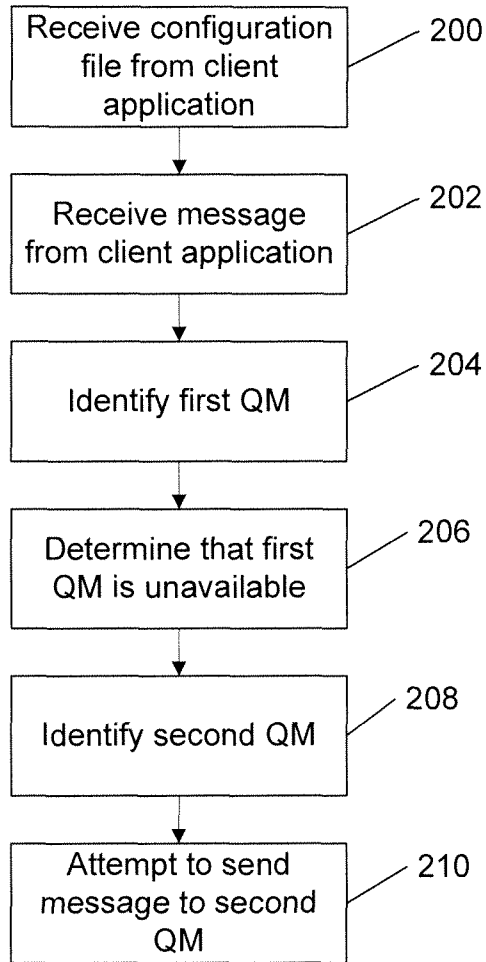 Receive configuration
file from client
application
200
Receive message
from client application
202
Identify first QM
204
Determine that first
QM is unavailable
206
Identify second QM
208
Attempt to send
message to second
QM
210